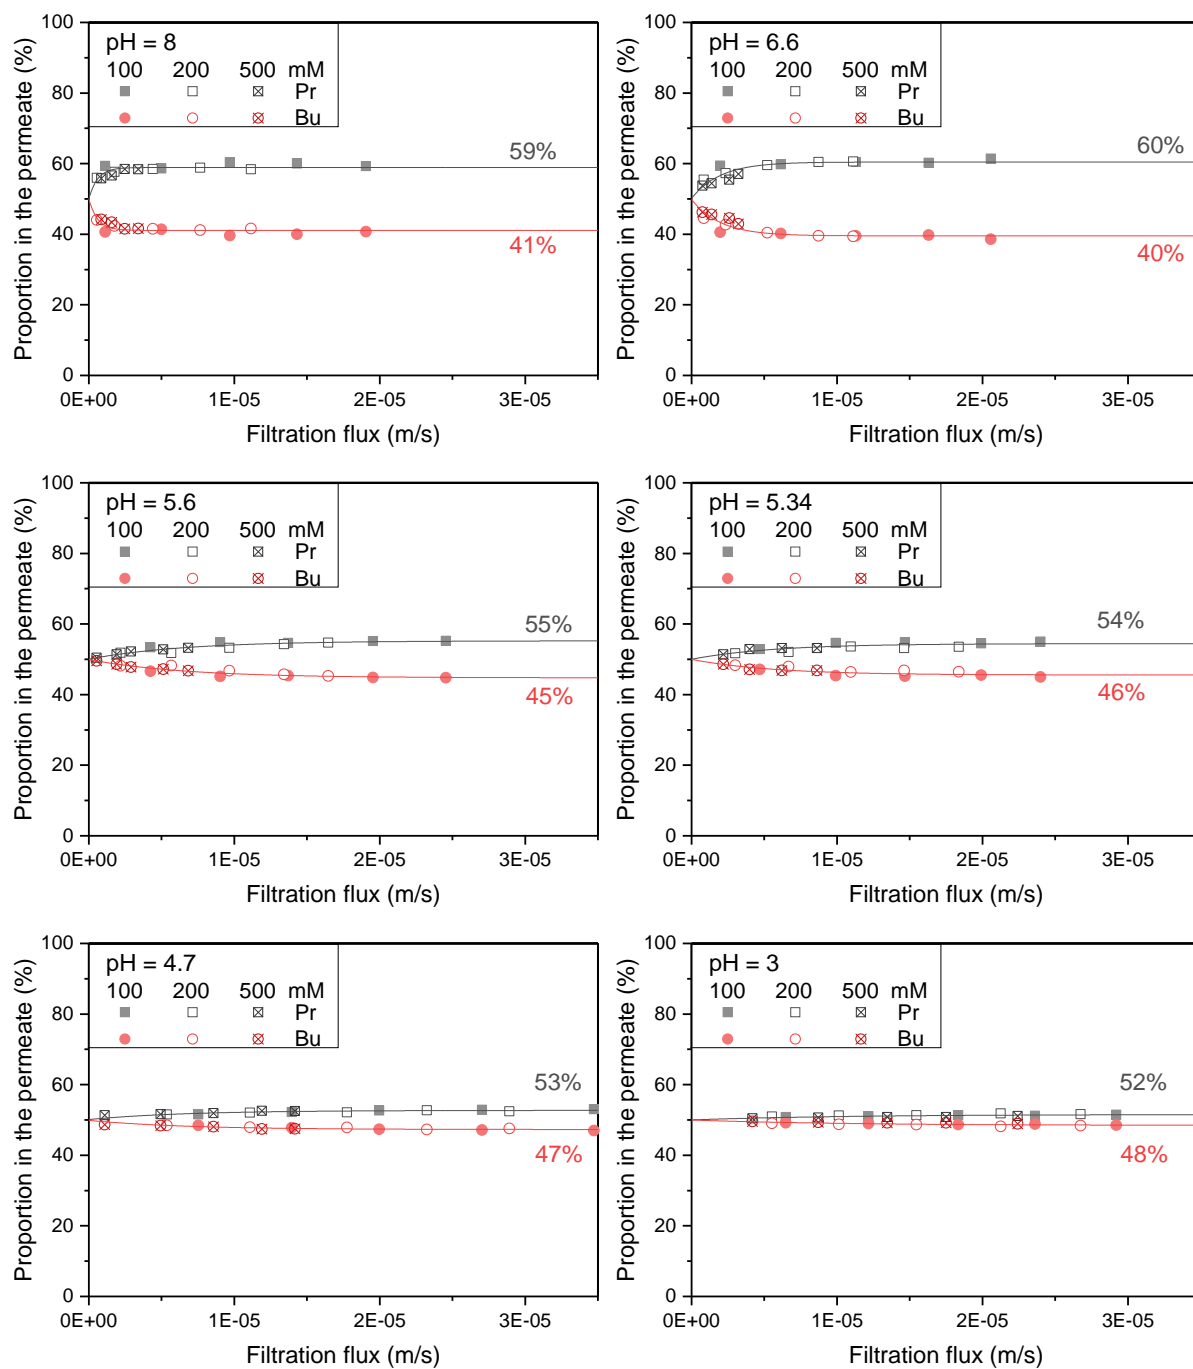 Proportion in the permeate (%)
100
80
60
40
20
0
pH = 8
100 200 500 mM
Pr
Bu
59%
41%
0E+00 1E-05 2E-05 3E-05
Filtration flux (m/s)
Proportion in the permeate (%)
100
80
60
40
20
0
pH = 6.6
100 200 500 mM
Pr
Bu
60%
40%
0E+00 1E-05 2E-05 3E-05
Filtration flux (m/s)
Proportion in the permeate (%)
100
80
60
40
20
0
pH = 5.6
100 200 500 mM
Pr
Bu
55%
45%
0E+00 1E-05 2E-05 3E-05
Filtration flux (m/s)
Proportion in the permeate (%)
100
80
60
40
20
0
pH = 5.34
100 200 500 mM
Pr
Bu
54%
46%
0E+00 1E-05 2E-05 3E-05
Filtration flux (m/s)
Proportion in the permeate (%)
100
80
60
40
20
0
pH = 4.7
100 200 500 mM
Pr
Bu
53%
47%
0E+00 1E-05 2E-05 3E-05
Filtration flux (m/s)
Proportion in the permeate (%)
100
80
60
40
20
0
pH = 3
100 200 500 mM
Pr
Bu
52%
48%
0E+00 1E-05 2E-05 3E-05
Filtration flux (m/s)